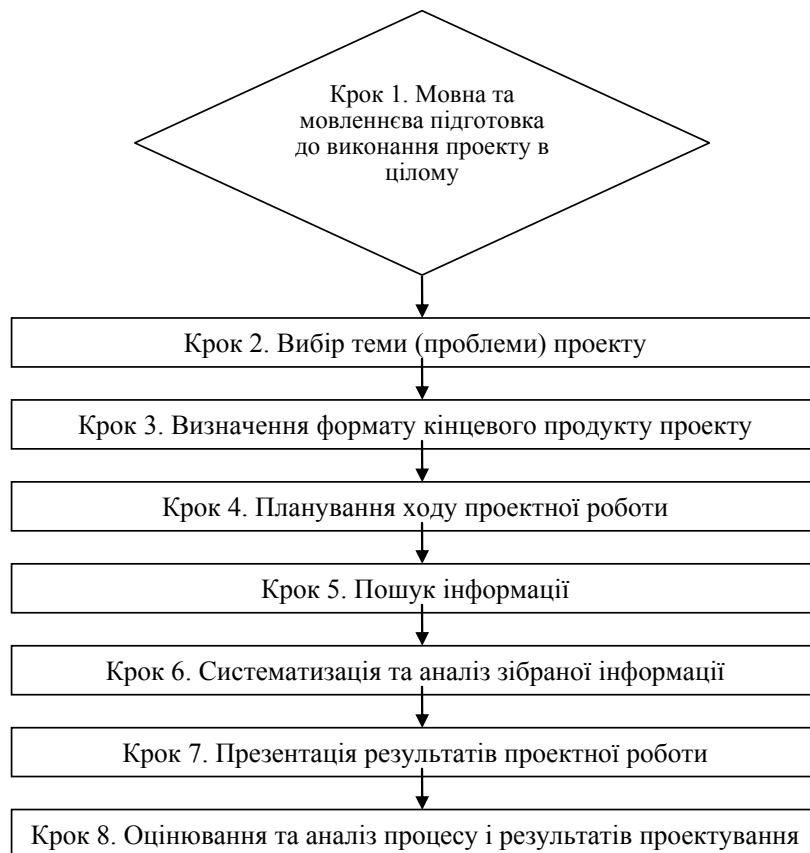 Крок 1. Мовна та
мовленнєва підготовка
до виконання проекту в
цілому
Крок 2. Вибір теми (проблеми) проекту
Крок 3. Визначення формату кінцевого продукту проекту
Крок 4. Планування ходу проектної роботи
Крок 5. Пошук інформації
Крок 6. Систематизація та аналіз зібраної інформації
Крок 7. Презентація результатів проектної роботи
Крок 8. Оцінювання та аналіз процесу і результатів проектування